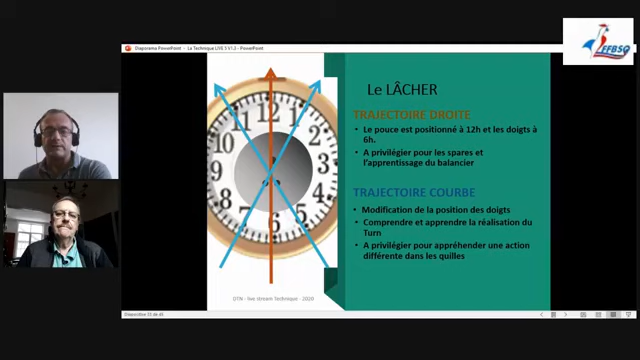 FFBSQ
Diaporama PowerPoint - La Technique LIVE 5 V1.0 - PowerPoint
Le LÂCHER
TRAJECTOIRE DROITE
• Le pouce est positionné à 12h et les doigts à
6h.
• A privilégier pour les spares et
l'apprentissage du balancier
TRAJECTOIRE COURBE
• Modification de la position des doigts
• Comprendre et apprendre la réalisation du
Turn
• A privilégier pour appréhender une action
différente dans les quilles
12
1
2
3
4
5
6
7
8
9
10
11
DTN - live stream Technique - 2020